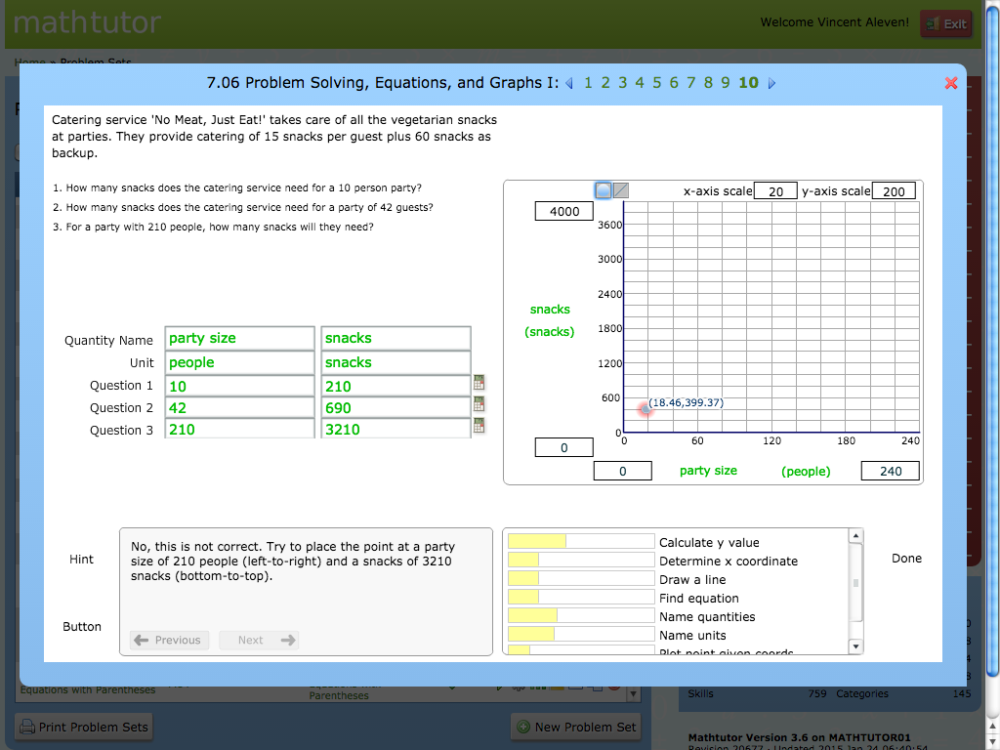 mathtutor
Welcome Vincent Aleven!
Exit
Home » Problem Sets
7.06 Problem Solving, Equations, and Graphs I: 1 2 3 4 5 6 7 8 9 10
Catering service 'No Meat, Just Eat!' takes care of all the vegetarian snacks
at parties. They provide catering of 15 snacks per guest plus 60 snacks as
backup.
1. How many snacks does the catering service need for a 10 person party?
2. How many snacks does the catering service need for a party of 42 guests?
3. For a party with 210 people, how many snacks will they need?
Quantity Name party size snacks
Unit people snacks
Question 1 10 210
Question 2 42 690
Question 3 210 3210
x-axis scale 20 y-axis scale 200
4000
3600
3000
2400
1800
1200
600
0
snacks
(snacks)
(18.46,399.37)
0 60 120 180 240
0
0 party size (people) 240
Hint
Button
No, this is not correct. Try to place the point at a party
size of 210 people (left-to-right) and a snacks of 3210
snacks (bottom-to-top).
Previous Next
Calculate y value
Determine x coordinate
Draw a line
Find equation
Name quantities
Name units
Plot point given coords
Done
Equations with Parentheses
Parentheses
Skills 759 Categories 145
Print Problem Sets
New Problem Set
Mathtutor Version 3.6 on MATHTUTOR01
Revision 20677 - Updated 2015 Jan 24 06:40:54